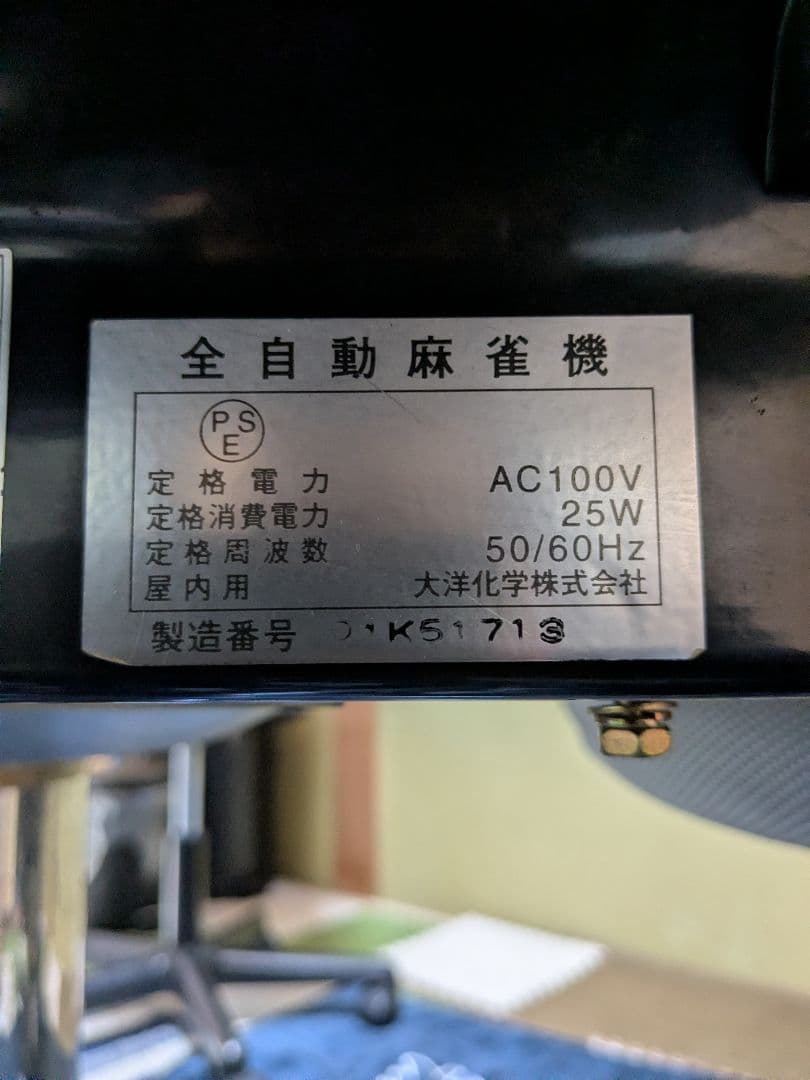 全自動麻雀機
PSE
定格電力 AC100V
定格消費電力 25W
定格周波数 50/60Hz
屋内用 大洋化学株式会社
製造番号